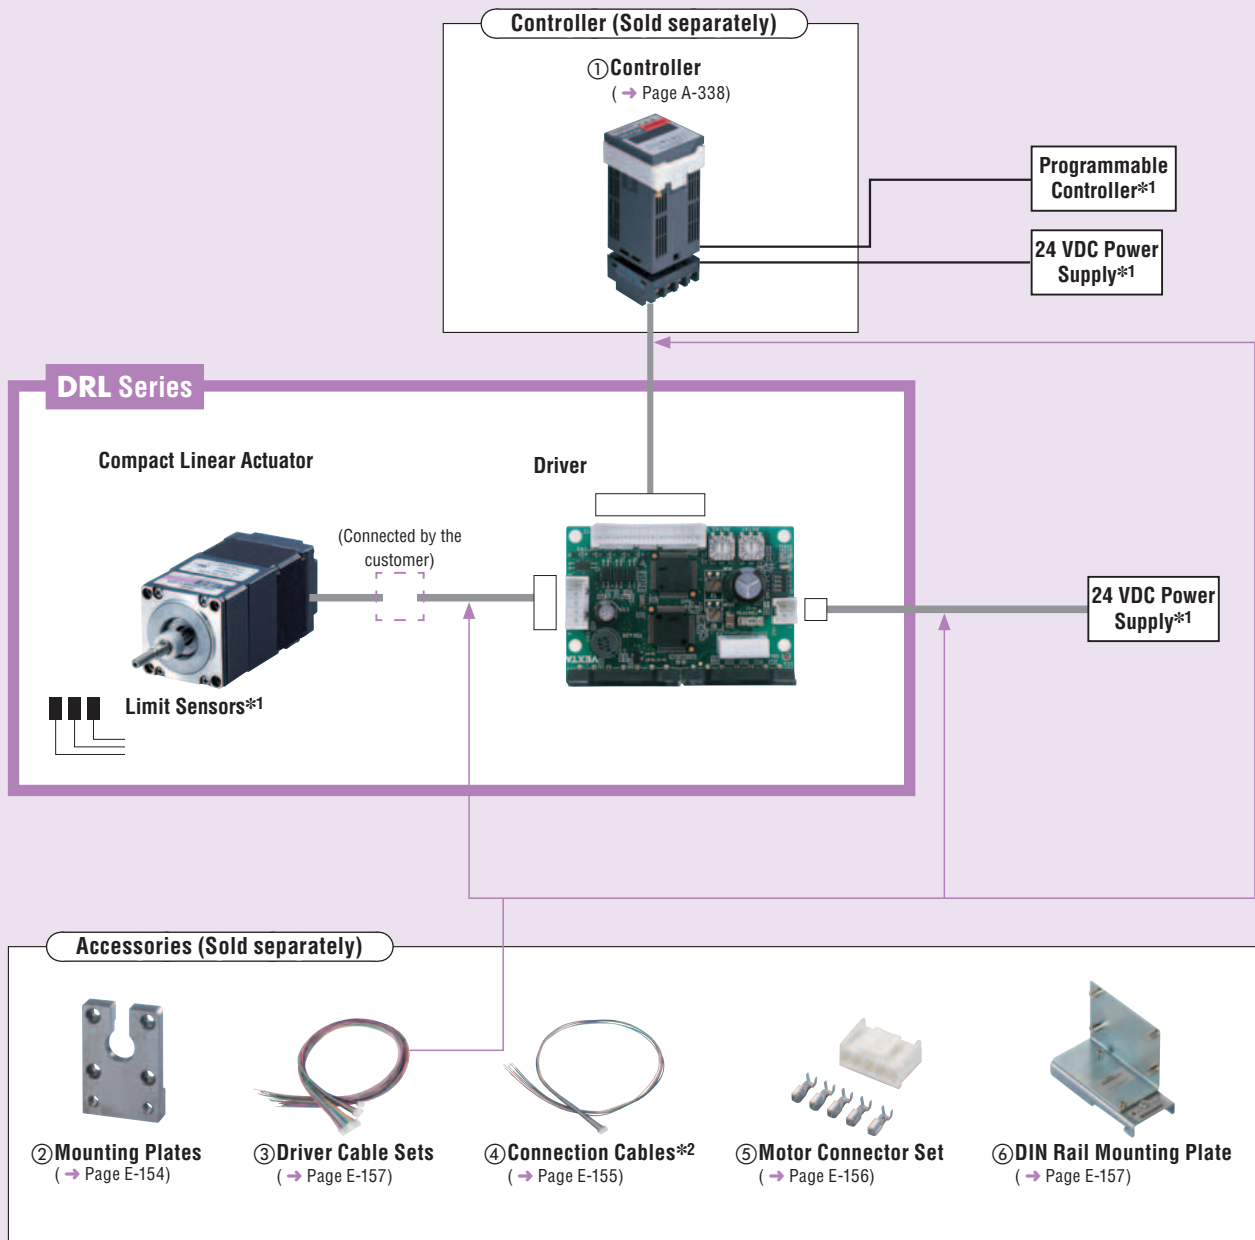 Controller (Sold separately)
①Controller
( ➜ Page A-338)
Programmable
Controller*1
24 VDC Power
Supply*1
DRL Series
Compact Linear Actuator
Driver
(Connected by the
customer)
24 VDC Power
Supply*1
VEXTA
Limit Sensors*1
Accessories (Sold separately)
②Mounting Plates
( ➜ Page E-154)
③Driver Cable Sets
( ➜ Page E-157)
④Connection Cables*2
( ➜ Page E-155)
⑤Motor Connector Set
( ➜ Page E-156)
⑥DIN Rail Mounting Plate
( ➜ Page E-157)